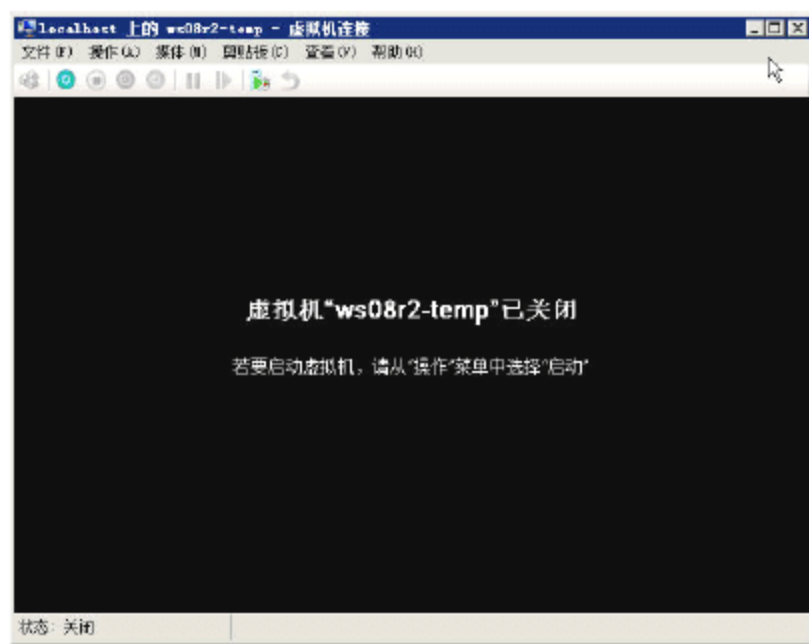 localhost 上的 ws08r2-temp - 虚拟机连接
文件(F) 操作(A) 媒体(M) 剪贴板(C) 查看(V) 帮助(H)
虚拟机“ws08r2-temp”已关闭
若要启动虚拟机，请从“操作”菜单中选择“启动”
状态: 关闭